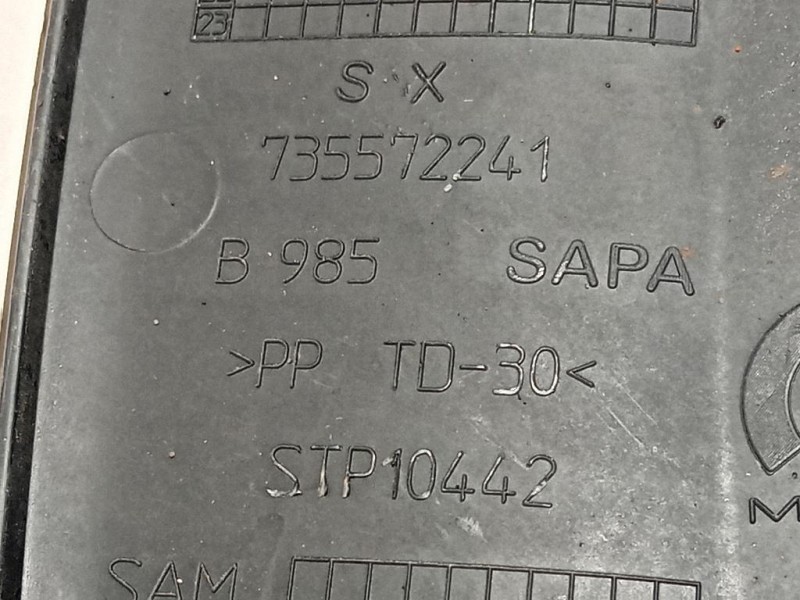 23
S X
735572241
B 985 SAPA
>PP TD-30<
STP10442
SAM